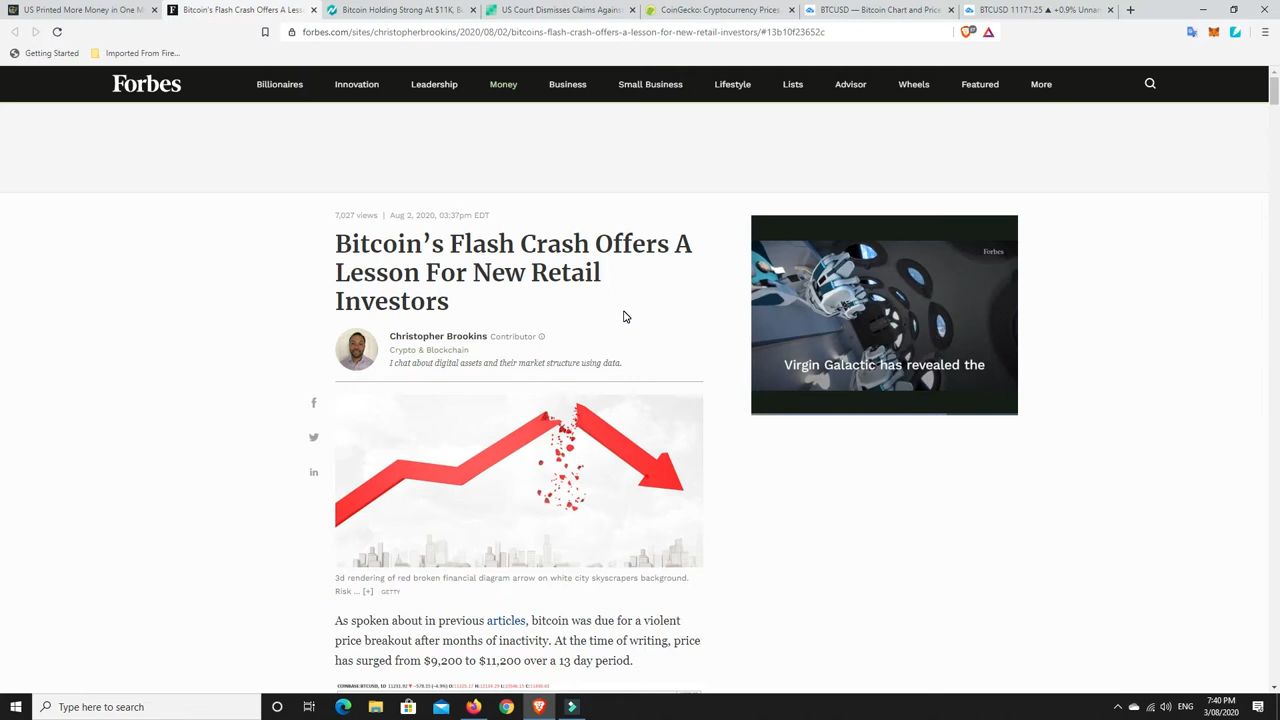 US Printed More Money in One M
Bitcoin's Flash Crash Offers A Less
Bitcoin Holding Strong At $11K, B
US Court Dismiss Claims Against
CoinGecko: Cryptocurrency Prices
BTCUSD — Bitcoin Chart and Price
BTCUSD 11171.25 ▲ +0.9% Unna
forbes.com/sites/christopherbrookins/2020/08/02/bitcoins-flash-crash-offers-a-lesson-for-new-retail-investors/#13b10f23652c
Getting Started
Imported From Fire...
Forbes
Billionaires
Innovation
Leadership
Money
Business
Small Business
Lifestyle
Lists
Advisor
Wheels
Featured
More
7,027 views | Aug 2, 2020, 03:37pm EDT
Bitcoin's Flash Crash Offers A
Lesson For New Retail
Investors
Christopher Brookins Contributor
Crypto & Blockchain
I chat about digital assets and their market structure using data.
Forbes
Virgin Galactic has revealed the
3d rendering of red broken financial diagram arrow on white city skyscrapers background.
Risk ... [+] GETTY
As spoken about in previous articles, bitcoin was due for a violent
price breakout after months of inactivity. At the time of writing, price
has surged from $9,200 to $11,200 over a 13 day period.
Type here to search
ENG
7:40 PM
3/08/2020